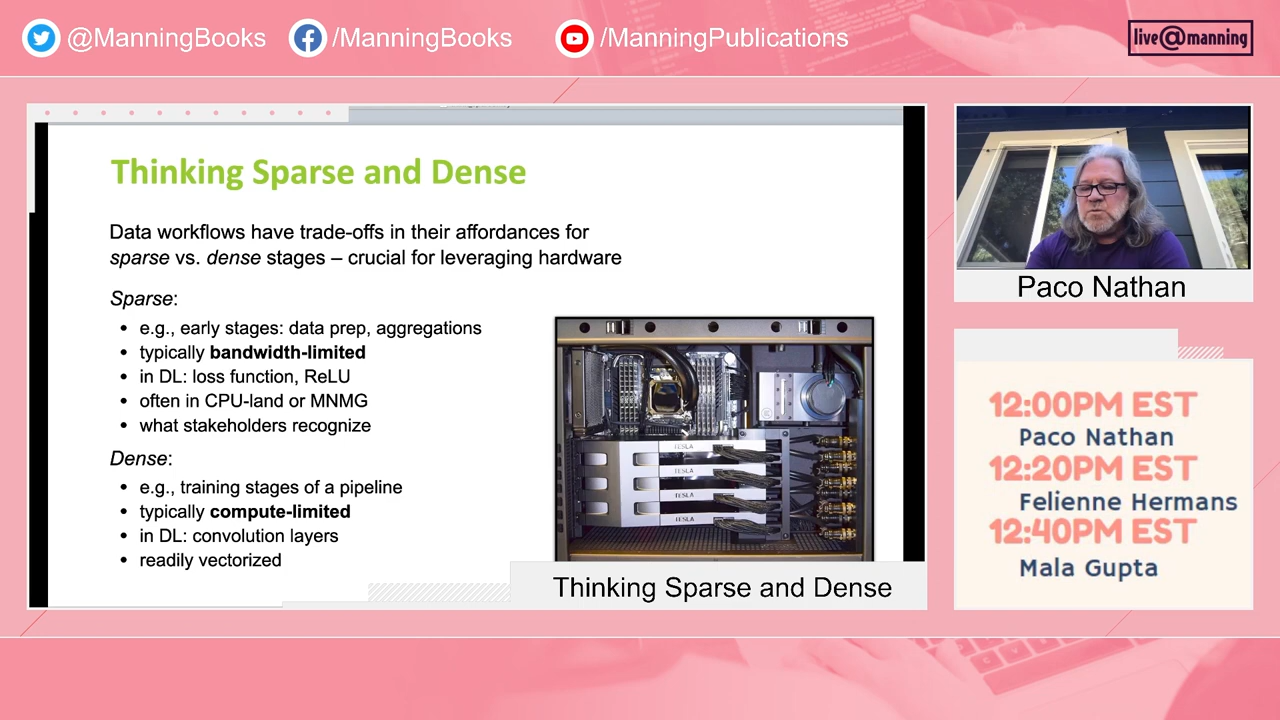 @ManningBooks
/ManningBooks
/ManningPublications
live@manning
Thinking Sparse and Dense
Data workflows have trade-offs in their affordances for
sparse vs. dense stages – crucial for leveraging hardware
Sparse:
• e.g., early stages: data prep, aggregations
• typically bandwidth-limited
• in DL: loss function, ReLU
• often in CPU-land or MNMG
• what stakeholders recognize
Dense:
• e.g., training stages of a pipeline
• typically compute-limited
• in DL: convolution layers
• readily vectorized
TESLA
TESLA
TESLA
TESLA
Thinking Sparse and Dense
Paco Nathan
12:00PM EST
Paco Nathan
12:20PM EST
Felienne Hermans
12:40PM EST
Mala Gupta